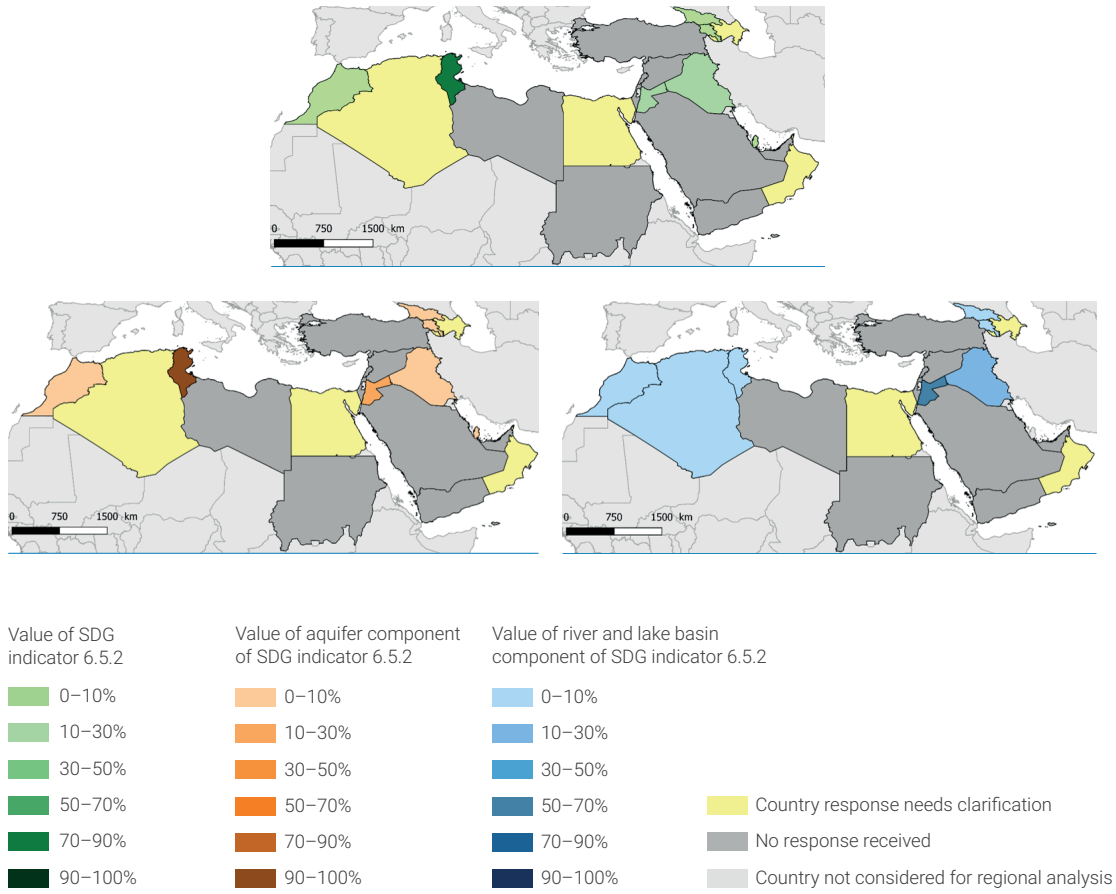 0 750 1500 km
0 750 1500 km
0 750 1500 km
Value of SDG
indicator 6.5.2
0–10%
10–30%
30–50%
50–70%
70–90%
90–100%
Value of aquifer component
of SDG indicator 6.5.2
0–10%
10–30%
30–50%
50–70%
70–90%
90–100%
Value of river and lake basin
component of SDG indicator 6.5.2
0–10%
10–30%
30–50%
50–70%
70–90%
90–100%
Country response needs clarification
No response received
Country not considered for regional analysis